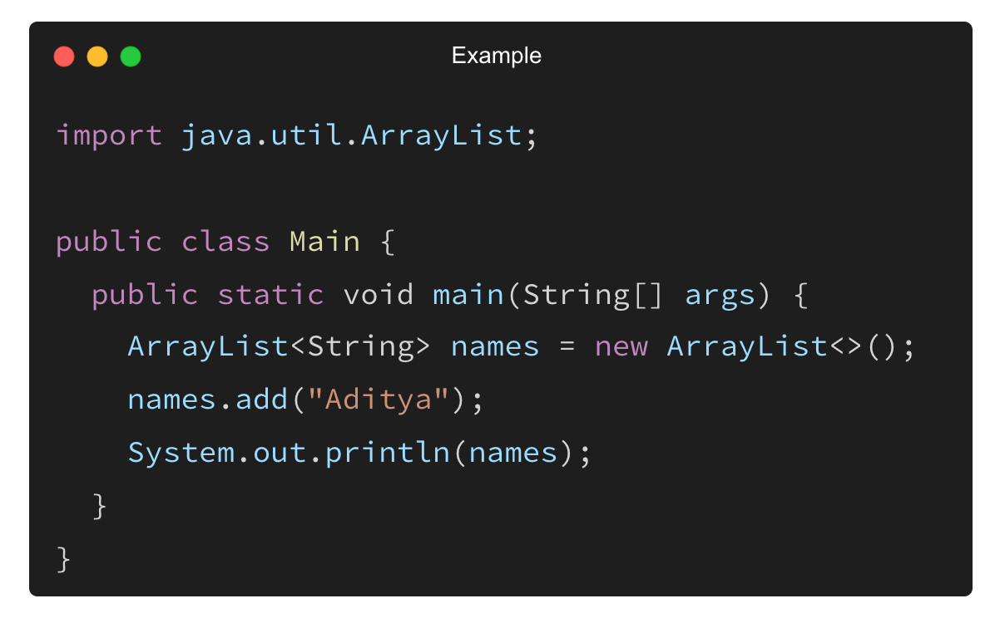 Example
import java.util.ArrayList;
public class Main {
  public static void main(String[] args) {
    ArrayList<String> names = new ArrayList<>();
    names.add("Aditya");
    System.out.println(names);
  }
}